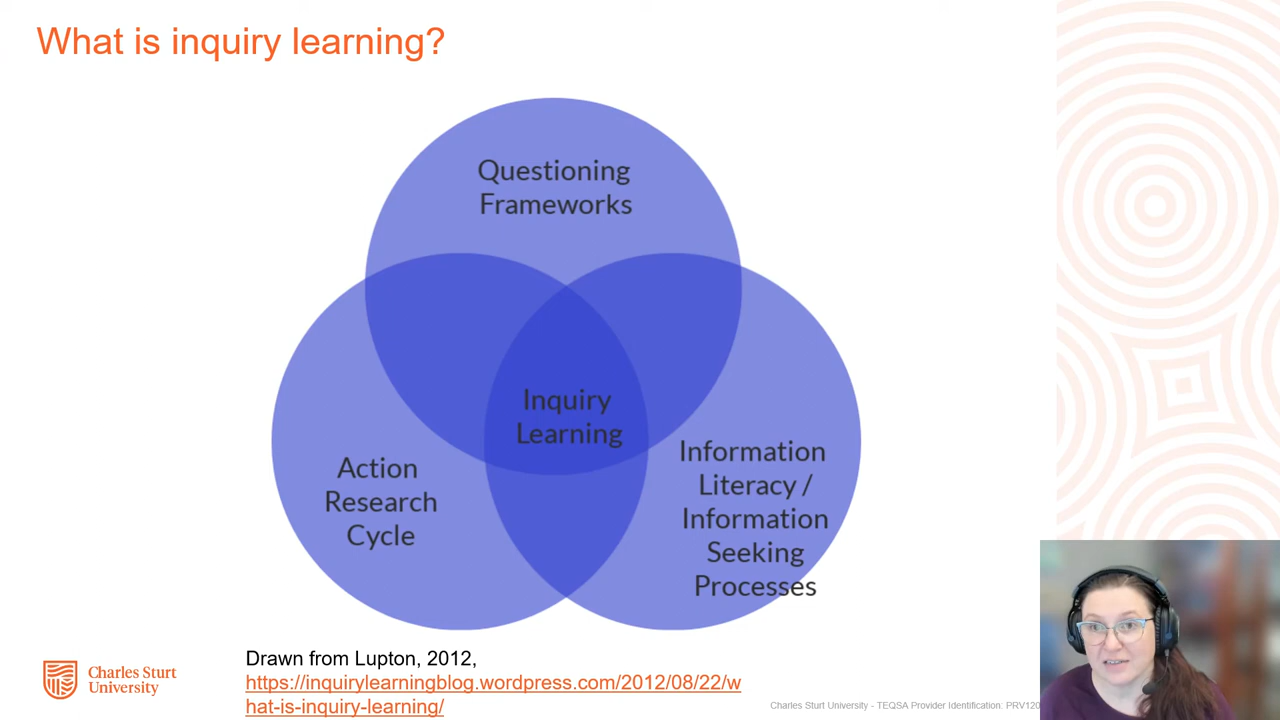 What is inquiry learning?
Questioning
Frameworks
Inquiry
Learning
Action
Research
Cycle
Information
Literacy /
Information
Seeking
Processes
Drawn from Lupton, 2012,
https://inquirylearningblog.wordpress.com/2012/08/22/w
hat-is-inquiry-learning/
Charles Sturt
University
Charles Sturt University - TEQSA Provider Identification: PRV120